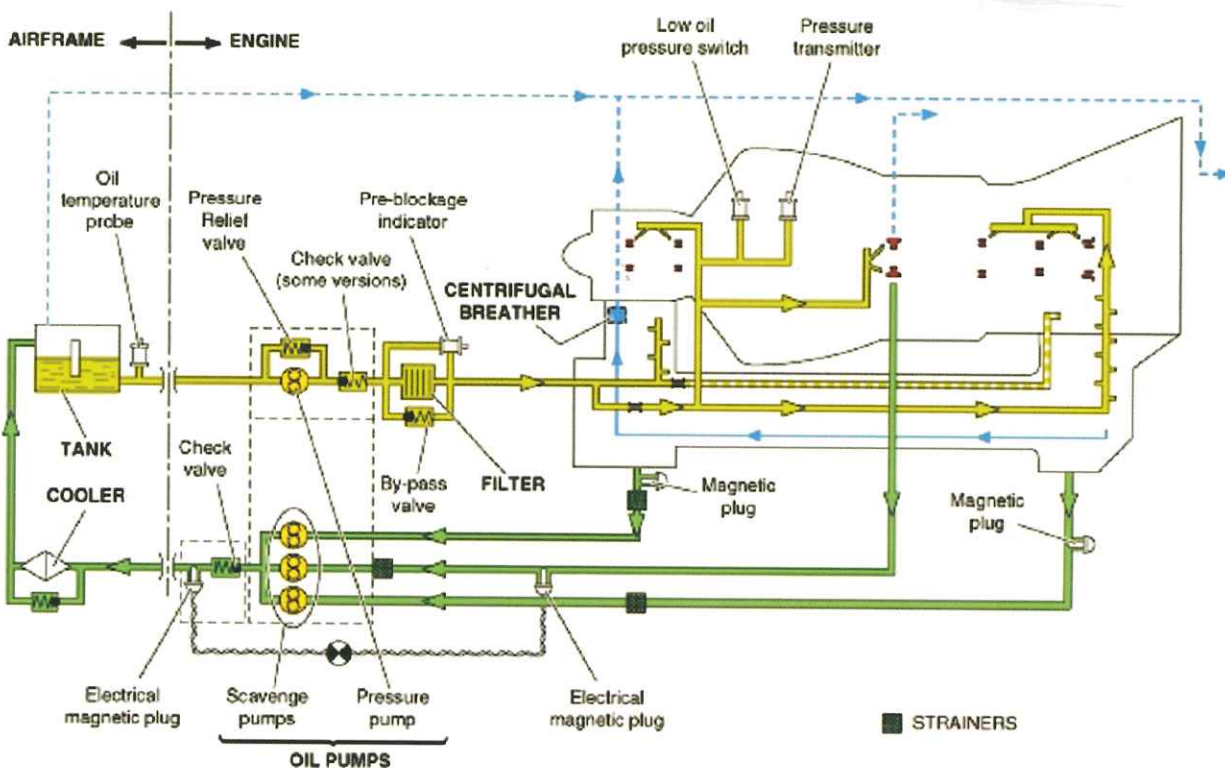 AIRFRAME
ENGINE
Low oil
pressure switch
Pressure
transmitter
Oil
temperature
probe
Pressure
Relief
valve
Pre-blockage
indicator
Check valve
(some versions)
CENTRIFUGAL
BREATHER
TANK
Check
valve
By-pass
valve
FILTER
Magnetic
plug
Magnetic
plug
COOLER
Electrical
magnetic plug
Scavenge
pumps
Pressure
pump
Electrical
magnetic plug
STRAINERS
OIL PUMPS